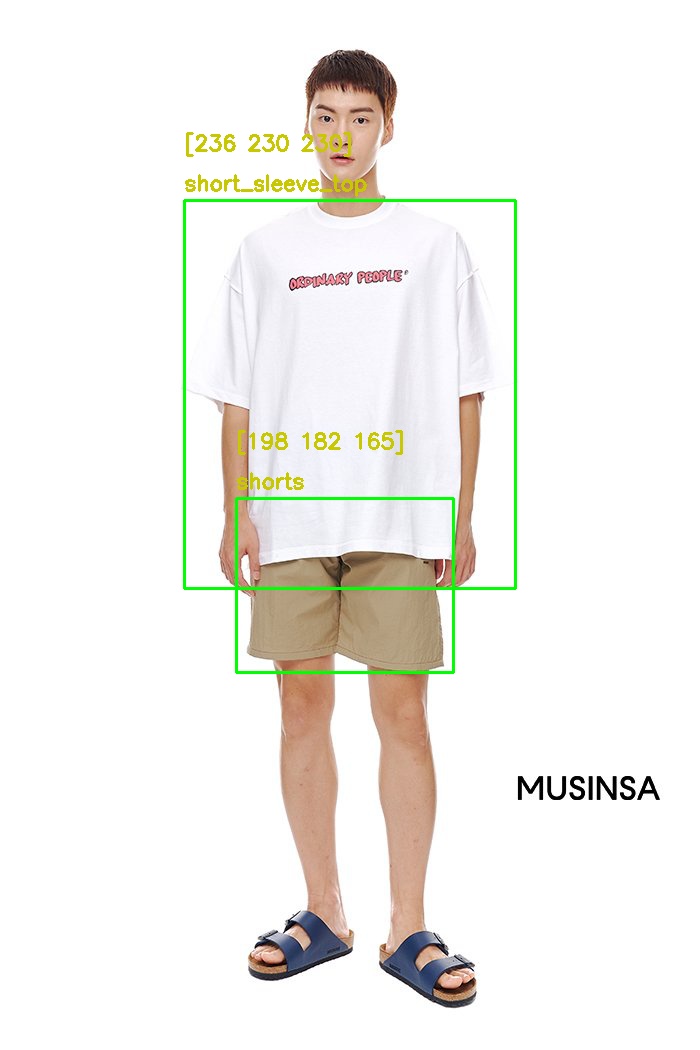 [236 230 230]
short_sleeve_top
ORDINARY PEOPLE
[198 182 165]
shorts
MUSINSA